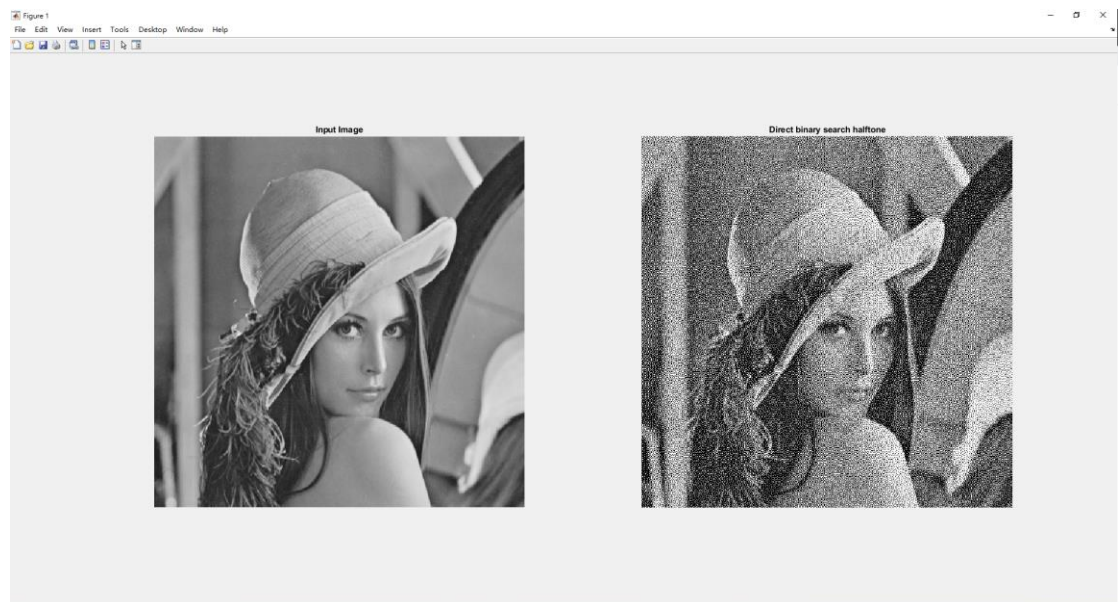 Figure 1
File Edit View Insert Tools Desktop Window Help
Input Image
Direct binary search halftone